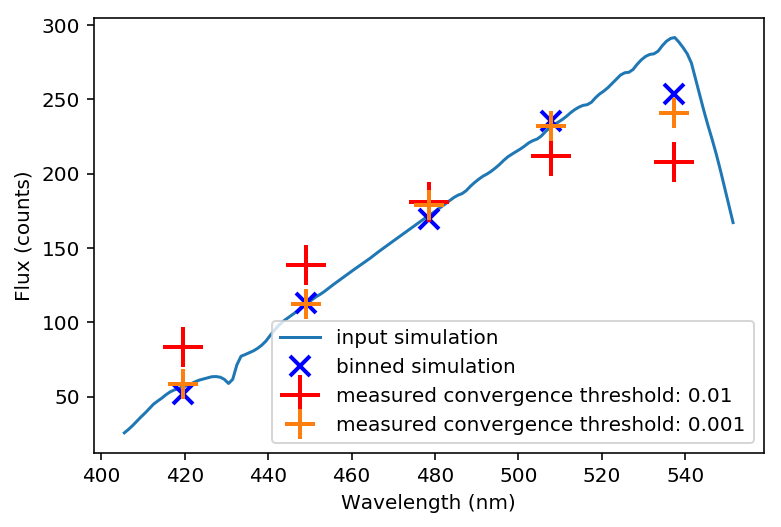 300
250
200
150
100
50
Flux (counts)
input simulation
binned simulation
measured convergence threshold: 0.01
measured convergence threshold: 0.001
400 420 440 460 480 500 520 540
Wavelength (nm)